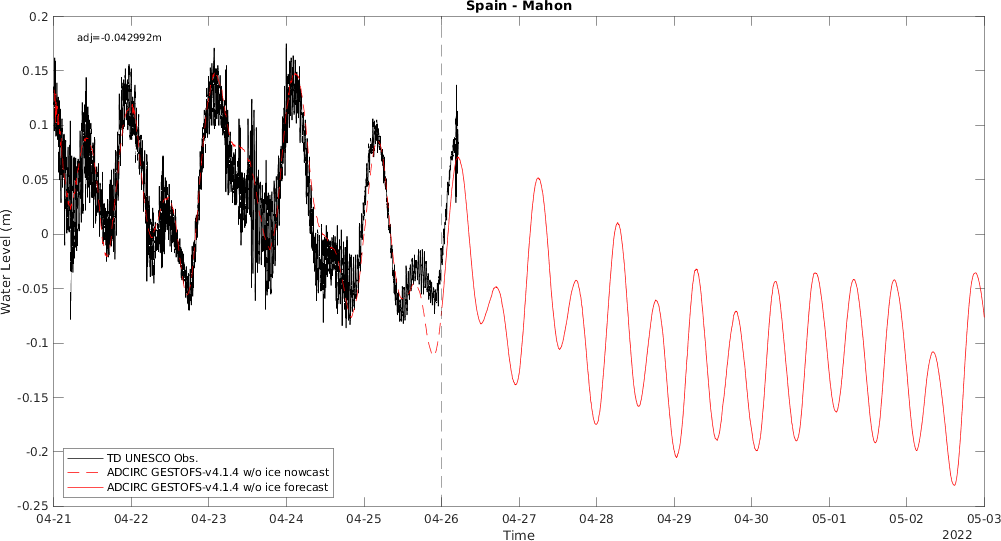 Spain - Mahon
adj=-0.042992m
0.2
0.15
0.1
0.05
0
-0.05
-0.1
-0.15
-0.2
-0.25
Water Level (m)
TD UNESCO Obs.
ADCIRC GESTOFS-v4.1.4 w/o ice nowcast
ADCIRC GESTOFS-v4.1.4 w/o ice forecast
04-21 04-22 04-23 04-24 04-25 04-26 04-27 04-28 04-29 04-30 05-01 05-02 05-03
Time
2022